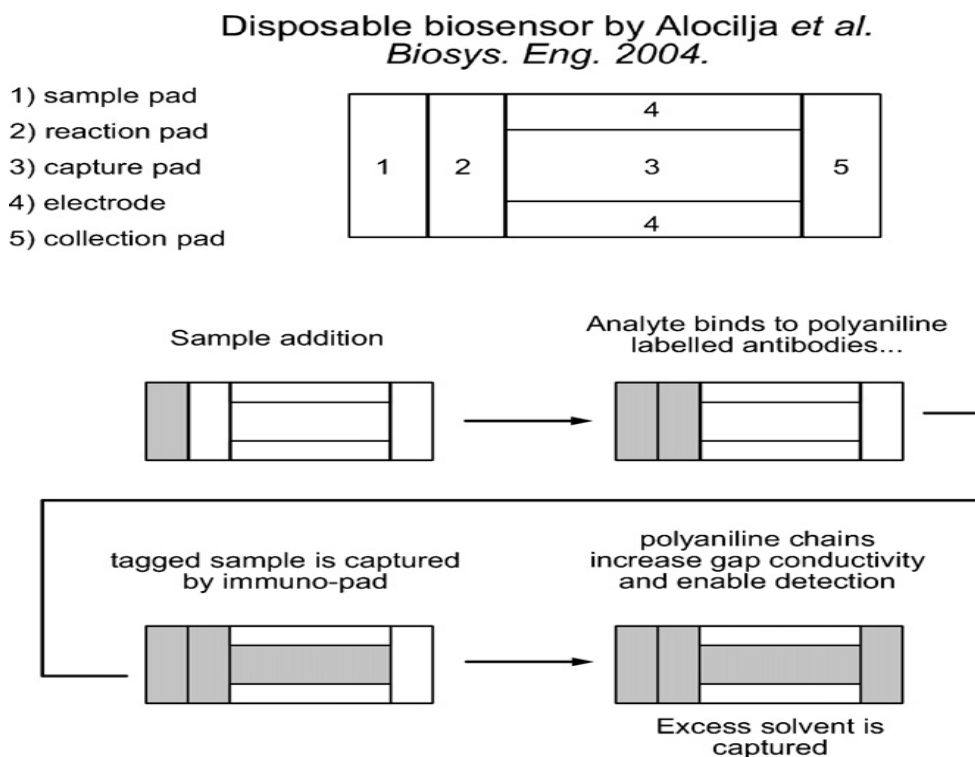 Disposable biosensor by Alocilja et al.
Biosys. Eng. 2004.
1) sample pad
2) reaction pad
3) capture pad
4) electrode
5) collection pad
4
1 2 3 5
4
Sample addition
Analyte binds to polyaniline
labelled antibodies...
tagged sample is captured
by immuno-pad
polyaniline chains
increase gap conductivity
and enable detection
Excess solvent is
captured